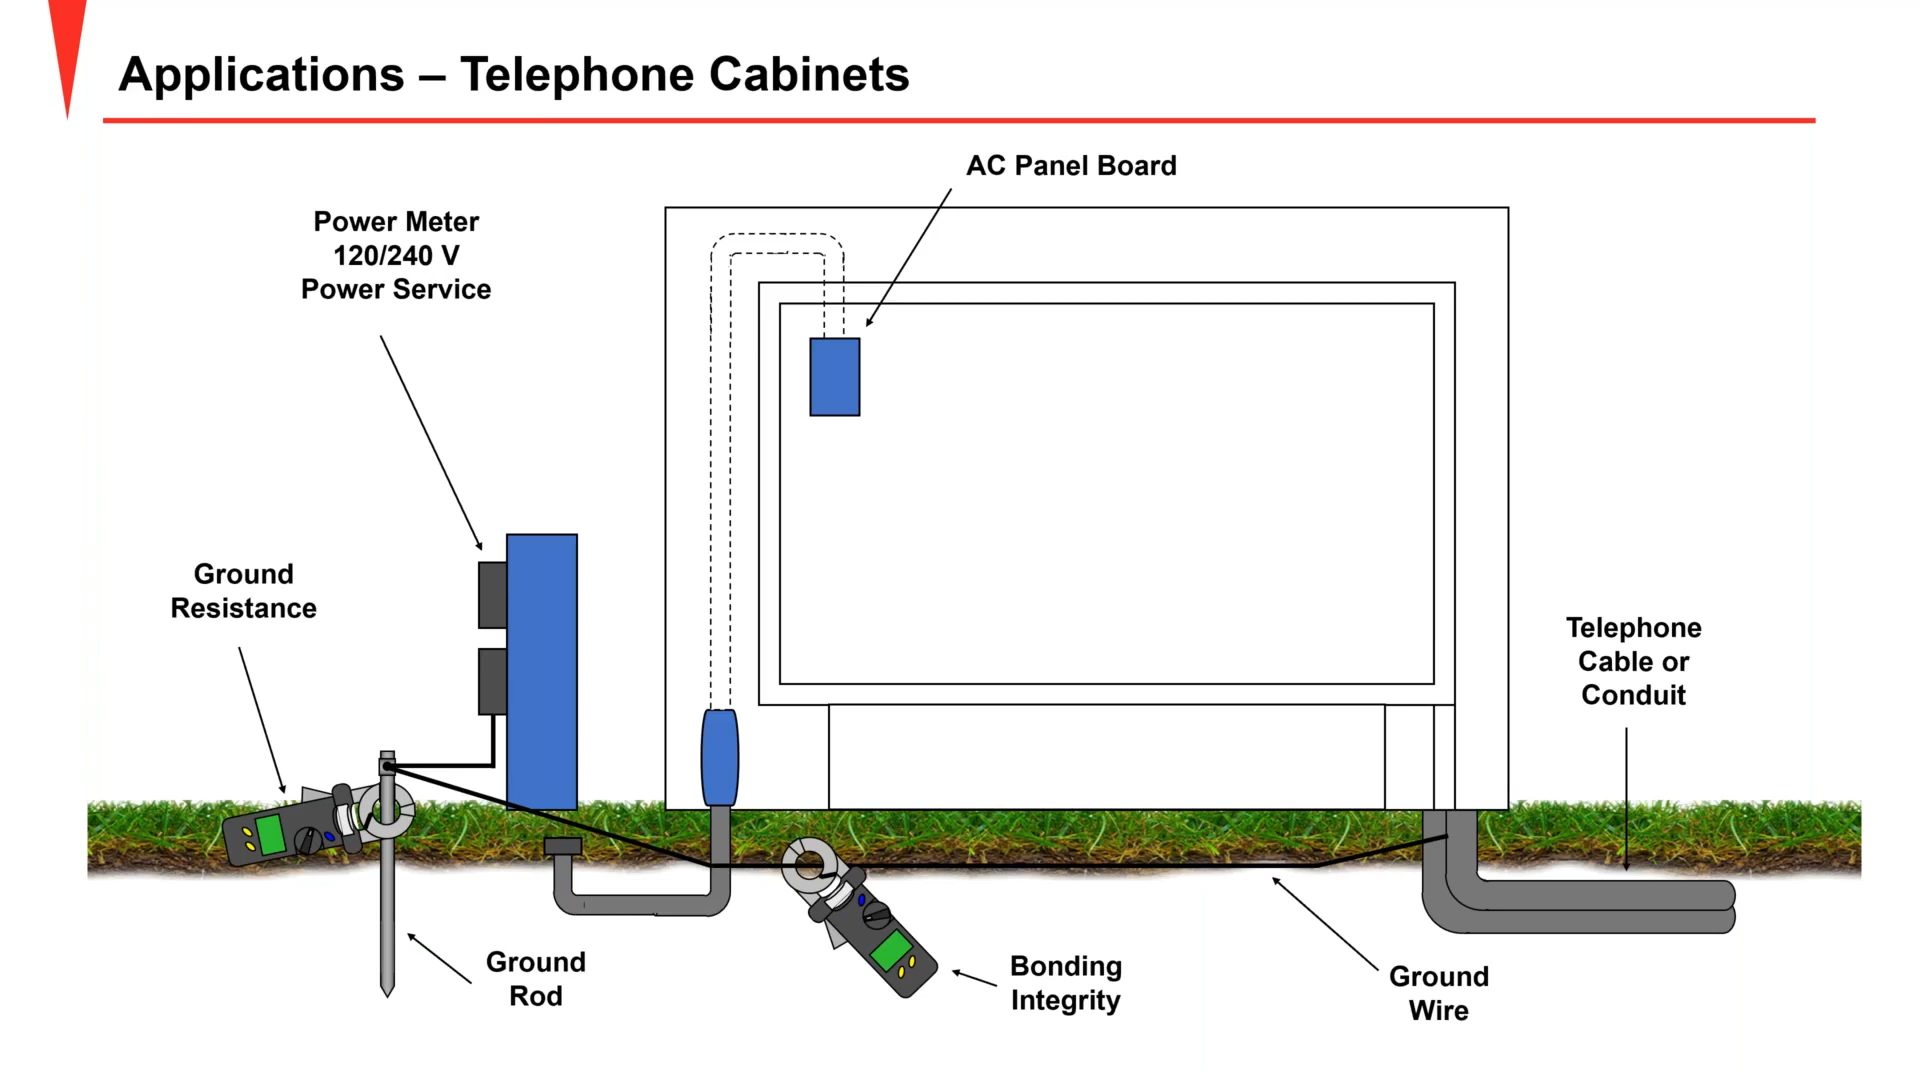 Applications – Telephone Cabinets
AC Panel Board
Power Meter
120/240 V
Power Service
Ground
Resistance
Telephone
Cable or
Conduit
Ground
Rod
Bonding
Integrity
Ground
Wire